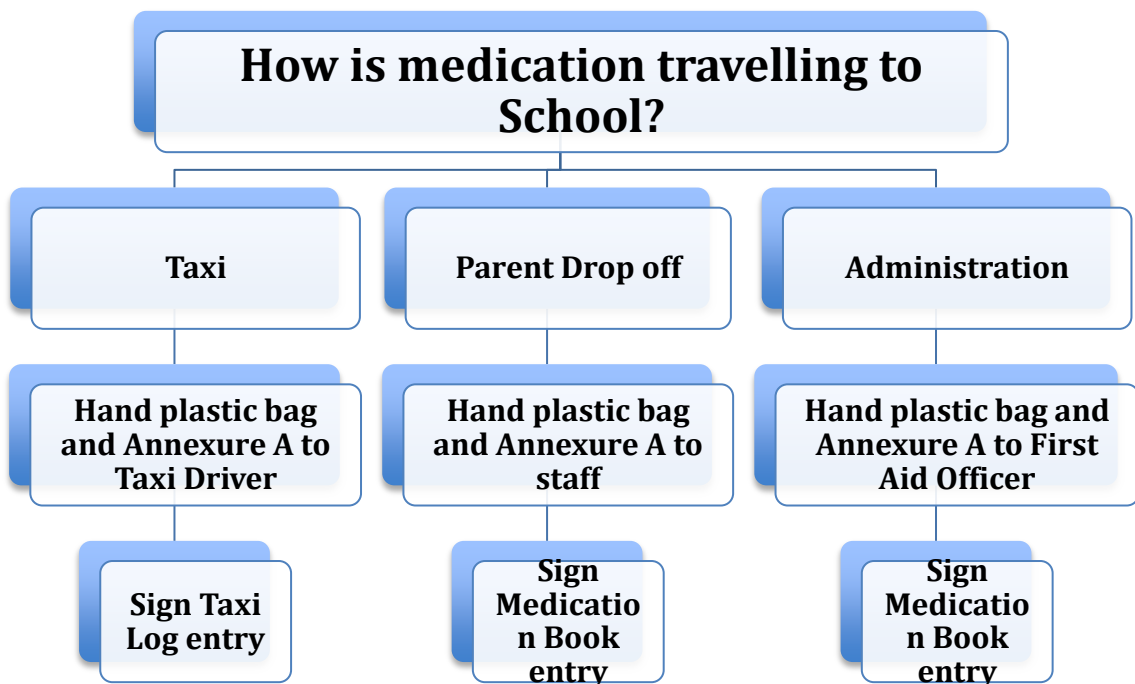 How is medication travelling to
School?
Taxi
Parent Drop off
Administration
Hand plastic bag
and Annexure A to
Taxi Driver
Hand plastic bag
and Annexure A to
staff
Hand plastic bag and
Annexure A to First
Aid Officer
Sign Taxi
Log entry
Sign
Medicatio
n Book
entry
Sign
Medicatio
n Book
entry